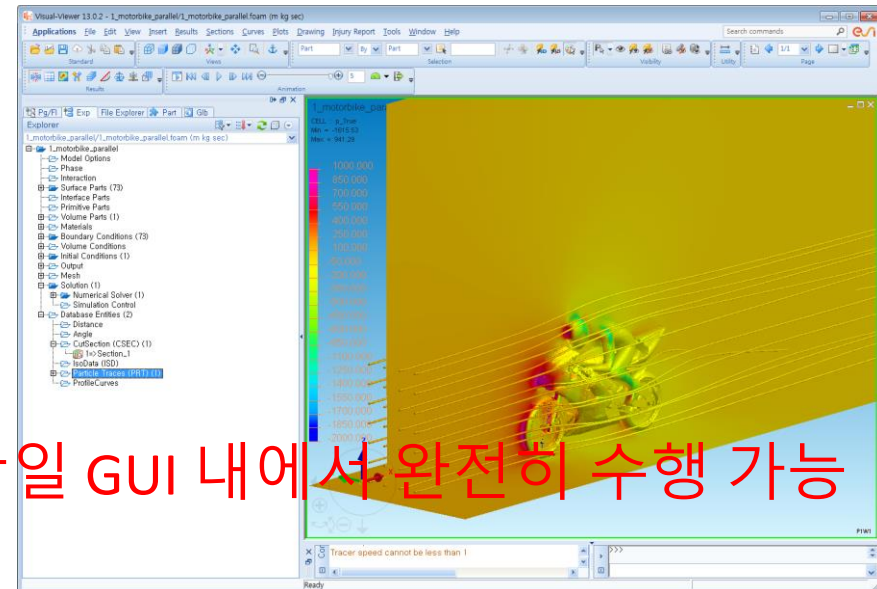 Visual-Viewer 13.0.2 - 1_motorbike_parallel/1_motorbike_parallel.foam (m kg sec)
Applications File Edit View Insert Results Sections Curves Plots Drawing Injury Report Tools Window Help
Search commands
Part By Part
1/1
Standard Views Selection Visibility Utility Page
5
Results Animation
Pg/Fl Exp File Explorer Part Glb
Explorer
1_motorbike_parallel/1_motorbike_parallel.foam (m kg sec)
1_motorbike_parallel
Model Options
Phase
Interaction
Surface Parts (73)
Interface Parts
Primitive Parts
Volume Parts (1)
Materials
Boundary Conditions (73)
Volume Conditions
Initial Conditions (1)
Output
Mesh
Solution (1)
Numerical Solver (1)
Simulation Control
Database Entities (2)
Distance
Angle
CutSection (CSEC) (1)
1=>Section_1
IsoData (ISD)
Particle Traces (PRT) (1)
ProfileCurves
1_motorbike_par
CELL : p_True
Min = -1915.53
Max = 941.29
1000.000
850.000
700.000
550.000
400.000
250.000
100.000
-1400.000
-1550.000
-1700.000
-1850.000
-2000.0
일 GUI 내에서 완전히 수행 가능
P1W1
Tracer speed cannot be less than 1
>>>
Ready